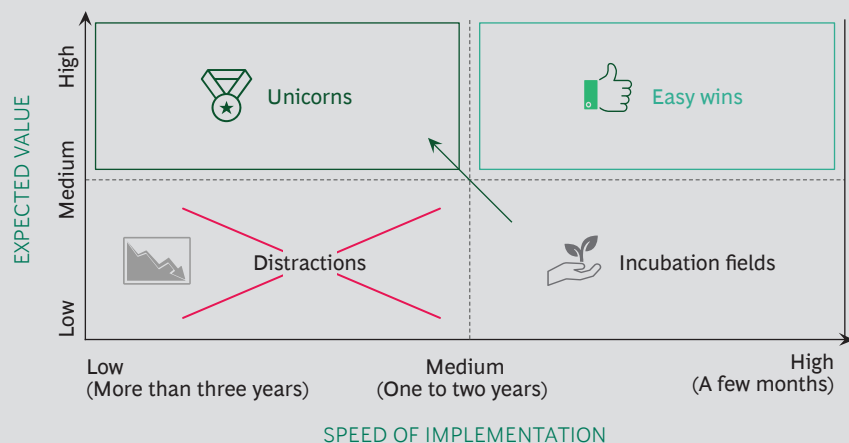 EXPECTED VALUE
High
Medium
Low
Unicorns
Easy wins
Distractions
Incubation fields
Low
(More than three years)
Medium
(One to two years)
High
(A few months)
SPEED OF IMPLEMENTATION